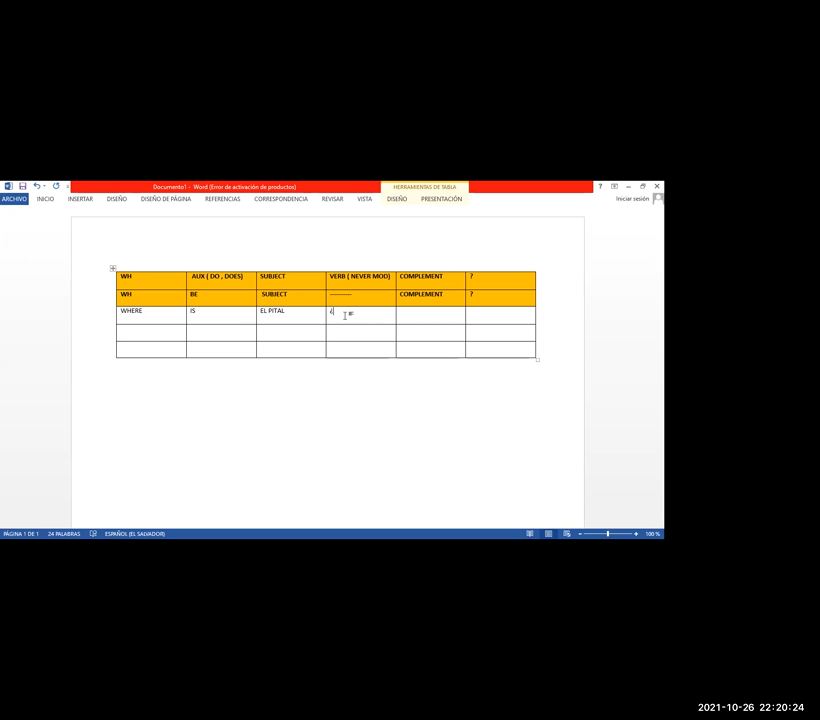 Documento1 - Word (Error de activación de productos)
HERRAMIENTAS DE TABLA
?
ARCHIVO INICIO INSERTAR DISEÑO DISEÑO DE PÁGINA REFERENCIAS CORRESPONDENCIA REVISAR VISTA DISEÑO PRESENTACIÓN Iniciar sesión
WH AUX ( DO , DOES) SUBJECT VERB ( NEVER MOD) COMPLEMENT ?
WH BE SUBJECT ---------- COMPLEMENT ?
WHERE IS EL PITAL ¿
PÁGINA 1 DE 1 24 PALABRAS ESPAÑOL (EL SALVADOR) 100 %
2021-10-26 22:20:24